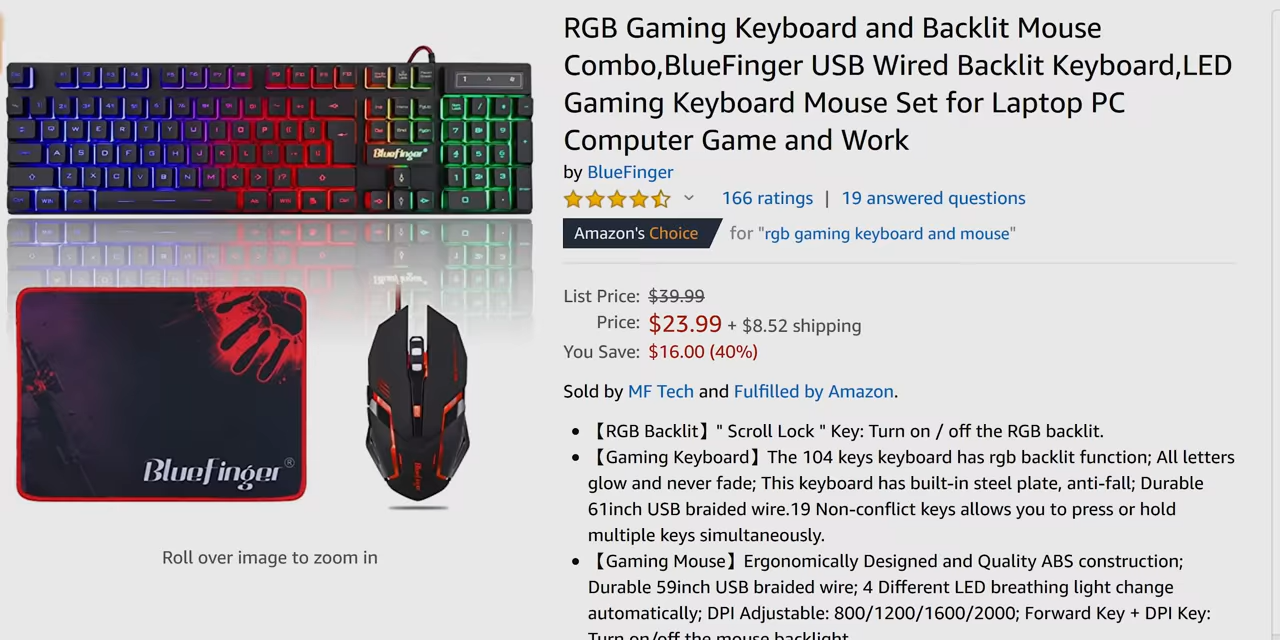 RGB Gaming Keyboard and Backlit Mouse
Combo,BlueFinger USB Wired Backlit Keyboard,LED
Gaming Keyboard Mouse Set for Laptop PC
Computer Game and Work
by BlueFinger
166 ratings | 19 answered questions
Amazon's Choice for "rgb gaming keyboard and mouse"
List Price: $39.99
Price: $23.99 + $8.52 shipping
You Save: $16.00 (40%)
Sold by MF Tech and Fulfilled by Amazon.
• 【RGB Backlit】" Scroll Lock " Key: Turn on / off the RGB backlit.
• 【Gaming Keyboard】The 104 keys keyboard has rgb backlit function; All letters
glow and never fade; This keyboard has built-in steel plate, anti-fall; Durable
61inch USB braided wire.19 Non-conflict keys allows you to press or hold
multiple keys simultaneously.
• 【Gaming Mouse】Ergonomically Designed and Quality ABS construction;
Durable 59inch USB braided wire; 4 Different LED breathing light change
automatically; DPI Adjustable: 800/1200/1600/2000; Forward Key + DPI Key:
Turn on/off the mouse backlight
Bluefinger
BlueFinger®
Roll over image to zoom in